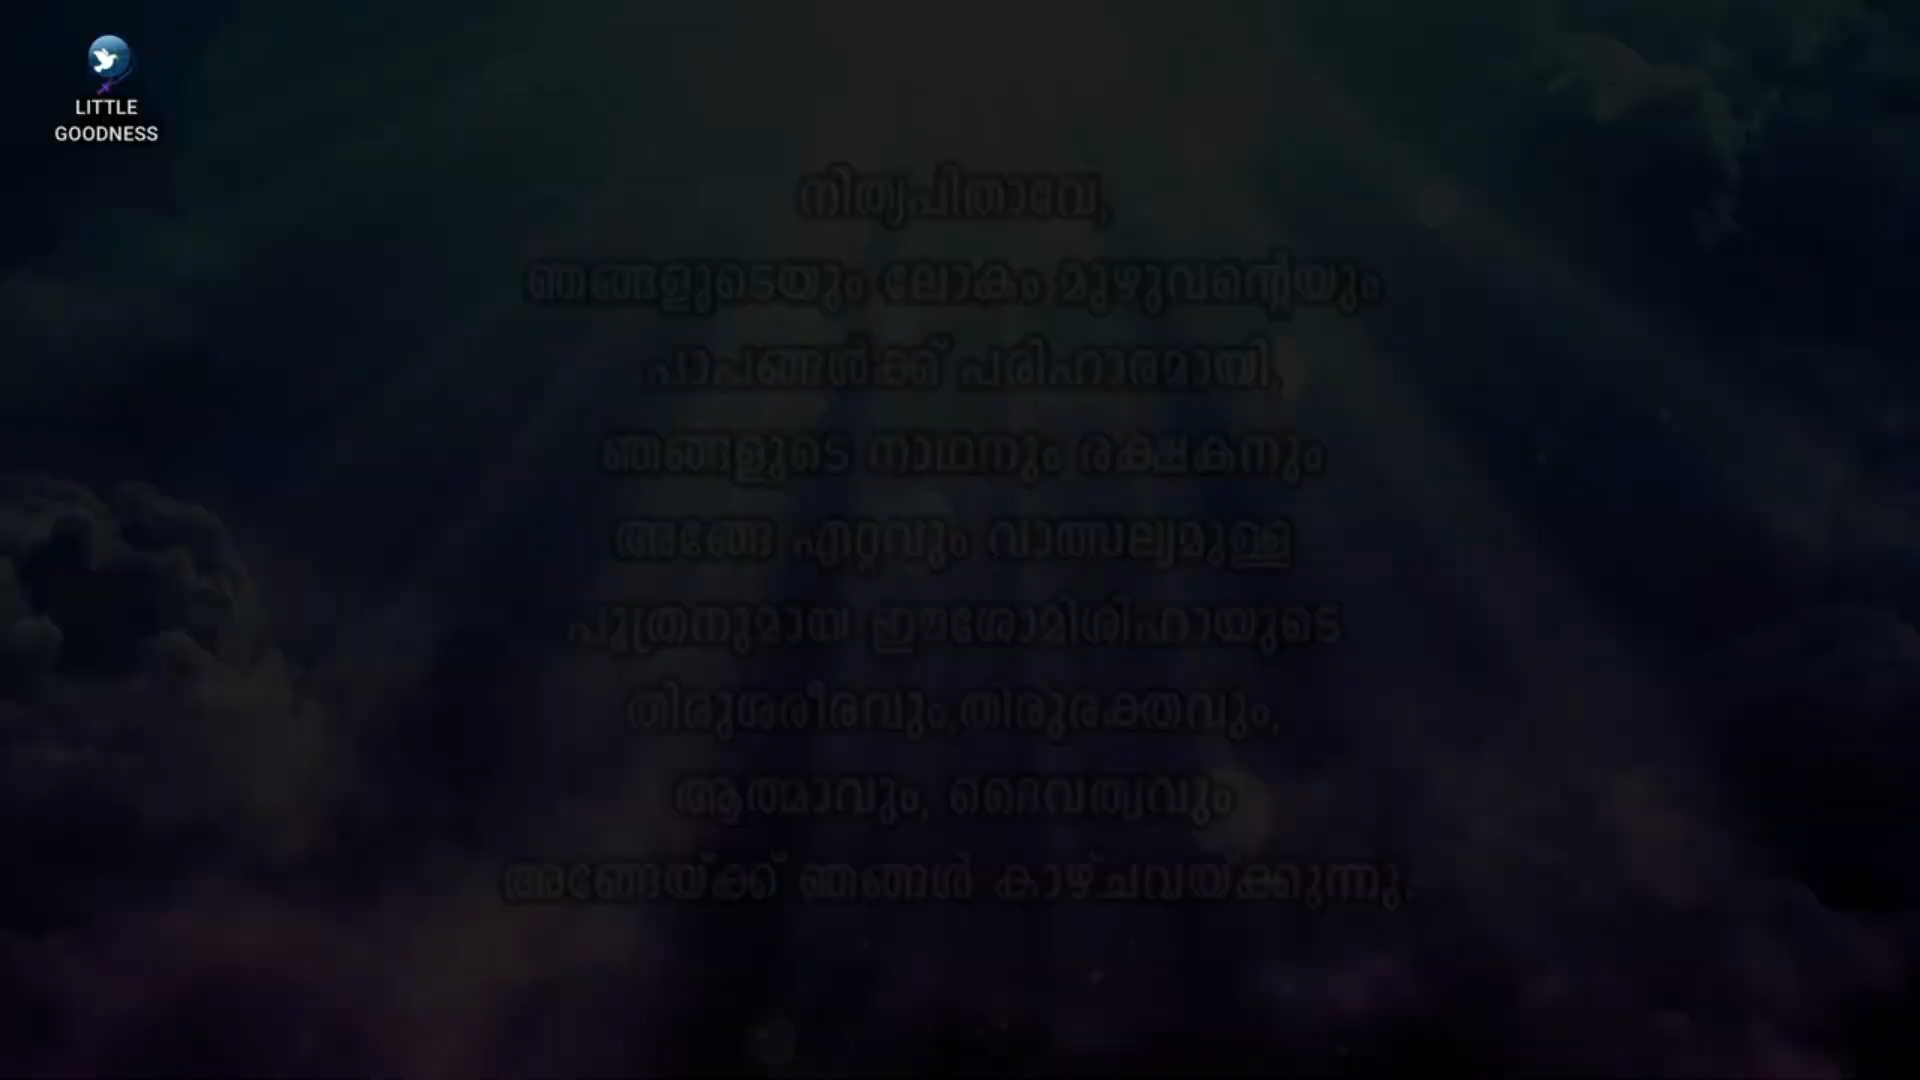 LITTLE
GOODNESS
നിത്യപിതാവേ,
ഞങ്ങളുടെയും ലോകം മുഴുവന്റെയും
പാപങ്ങൾക്ക് പരിഹാരമായി,
ഞങ്ങളുടെ നാഥനും രക്ഷകനും
അങ്ങേ എറ്റവും വാത്സല്യമുള്ള
പുത്രനുമായ ഈശോമിശിഹായുടെ
തിരുശരീരവും,തിരുരക്തവും,
ആത്മാവും, ദൈവത്വവും
അങ്ങേയ്ക്ക് ഞങ്ങൾ കാഴ്ചവയ്ക്കുന്നു.